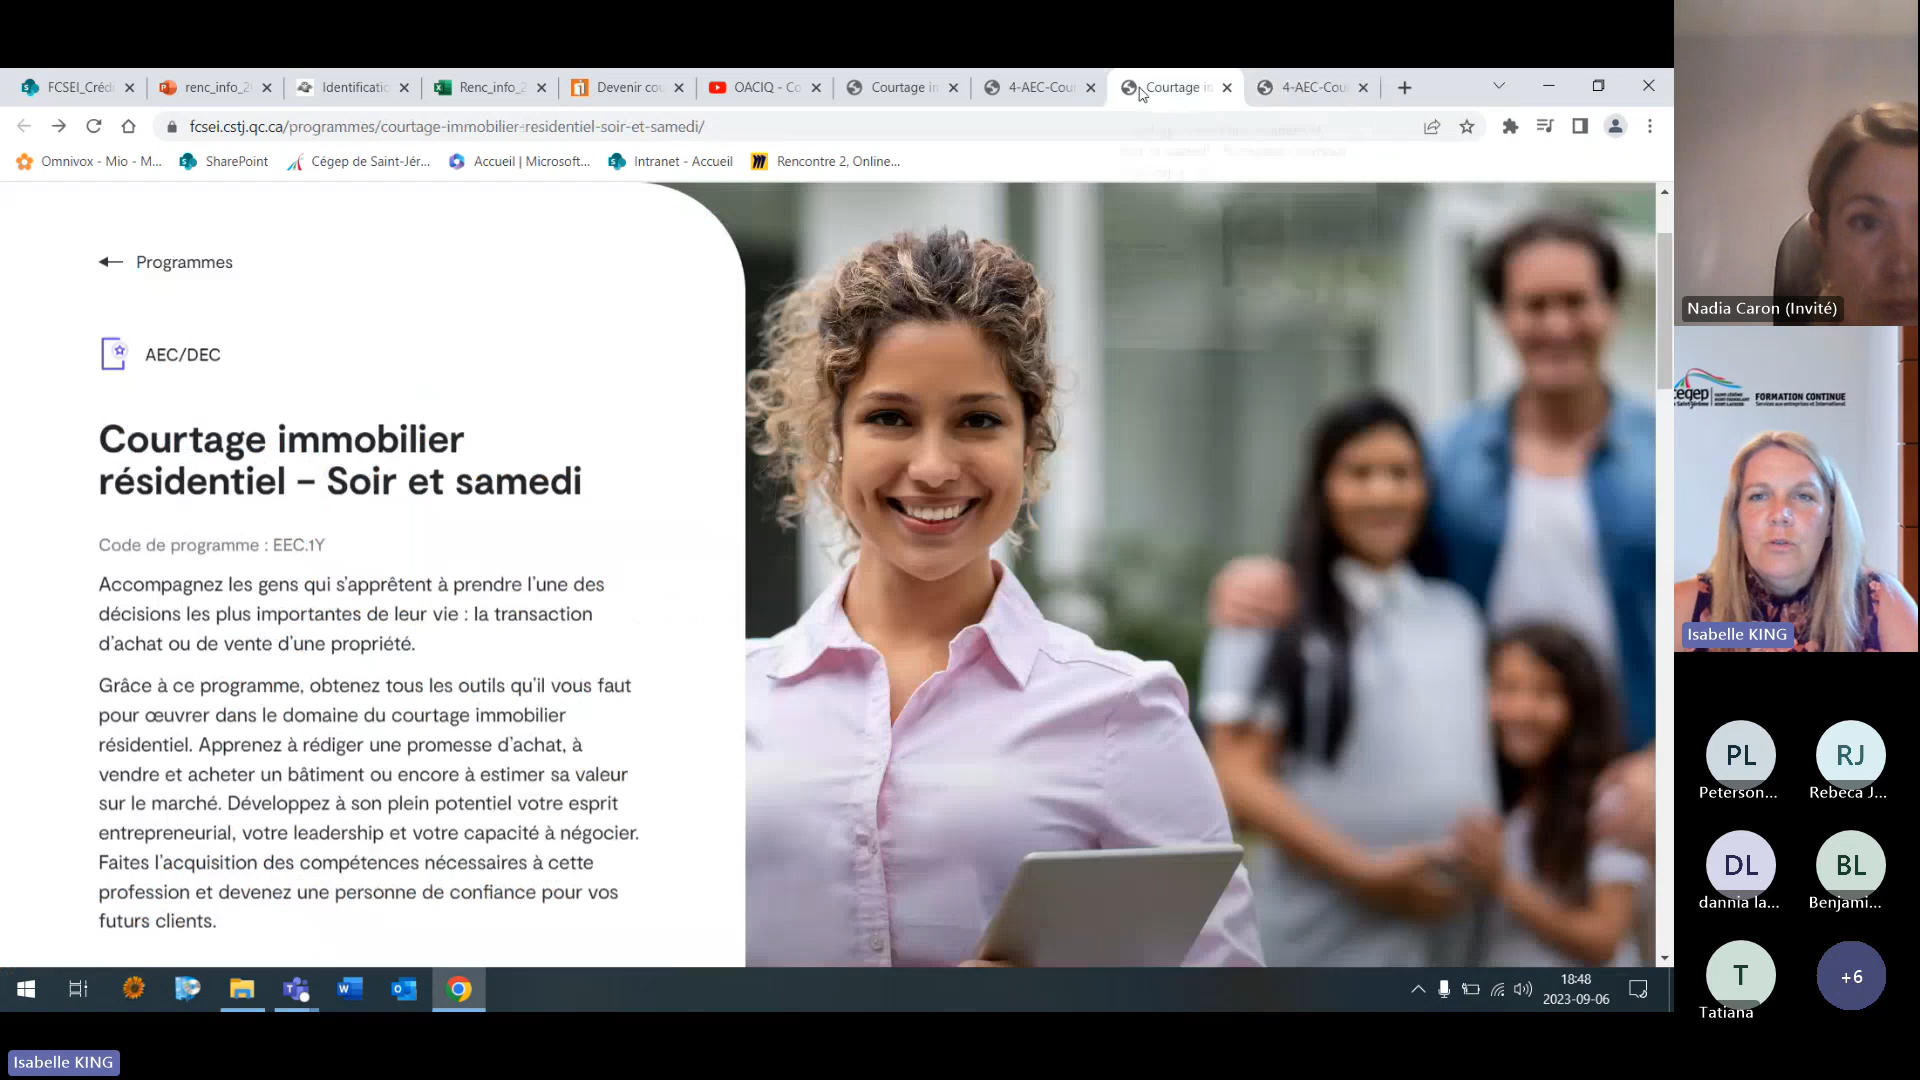 FCSEI_Crédi
renc_info_2
Identificatio
Renc_info_2
Devenir cou
OACIQ - Co
Courtage in
4-AEC-Cour
Courtage in
4-AEC-Cour
fcsei.cstj.qc.ca/programmes/courtage-immobilier-residentiel-soir-et-samedi/
Omnivox - Mio - M...
SharePoint
Cégep de Saint-Jér...
Accueil | Microsoft...
Intranet - Accueil
Rencontre 2, Online...
Programmes
AEC/DEC
Courtage immobilier
résidentiel – Soir et samedi
Code de programme : EEC.1Y
Accompagnez les gens qui s’apprêtent à prendre l’une des
décisions les plus importantes de leur vie : la transaction
d’achat ou de vente d’une propriété.
Grâce à ce programme, obtenez tous les outils qu’il vous faut
pour œuvrer dans le domaine du courtage immobilier
résidentiel. Apprenez à rédiger une promesse d’achat, à
vendre et acheter un bâtiment ou encore à estimer sa valeur
sur le marché. Développez à son plein potentiel votre esprit
entrepreneurial, votre leadership et votre capacité à négocier.
Faites l’acquisition des compétences nécessaires à cette
profession et devenez une personne de confiance pour vos
futurs clients.
18:48
2023-09-06
Isabelle KING
Nadia Caron (Invité)
cégep
FORMATION CONTINUE
Services aux entreprises et International
Isabelle KING
PL
Peterson...
RJ
Rebeca J...
DL
dannia la...
BL
Benjami...
T
Tatiana
+6